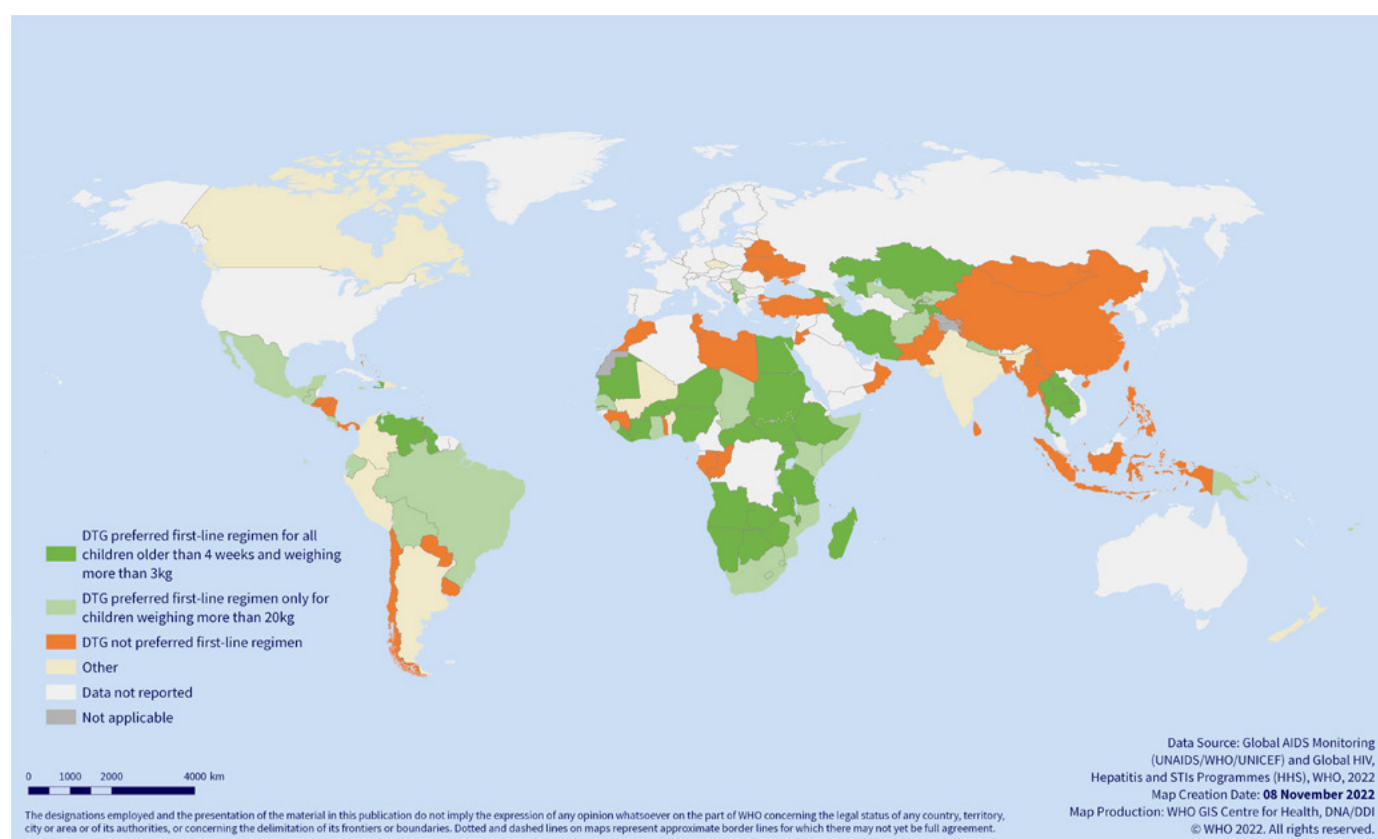 DTG preferred first-line regimen for all
children older than 4 weeks and weighing
more than 3kg
DTG preferred first-line regimen only for
children weighing more than 20kg
DTG not preferred first-line regimen
Other
Data not reported
Not applicable
0 1000 2000 4000 km
The designations employed and the presentation of the material in this publication do not imply the expression of any opinion whatsoever on the part of WHO concerning the legal status of any country, territory,
city or area or of its authorities, or concerning the delimitation of its frontiers or boundaries. Dotted and dashed lines on maps represent approximate border lines for which there may not yet be full agreement.
Data Source: Global AIDS Monitoring
(UNAIDS/WHO/UNICEF) and Global HIV,
Hepatitis and STIs Programmes (HHS), WHO, 2022
Map Creation Date: 08 November 2022
Map Production: WHO GIS Centre for Health, DNA/DDI
© WHO 2022. All rights reserved.